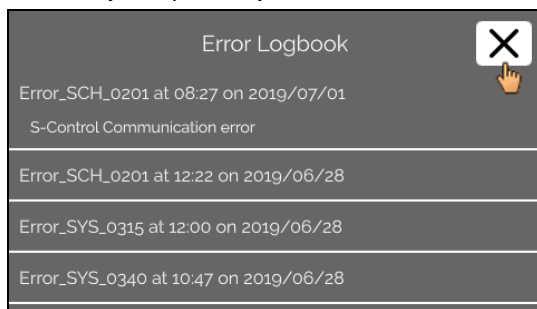 Error Logbook
Error_SCH_0201 at 08:27 on 2019/07/01
S-Control Communication error
Error_SCH_0201 at 12:22 on 2019/06/28
Error_SYS_0315 at 12:00 on 2019/06/28
Error_SYS_0340 at 10:47 on 2019/06/28